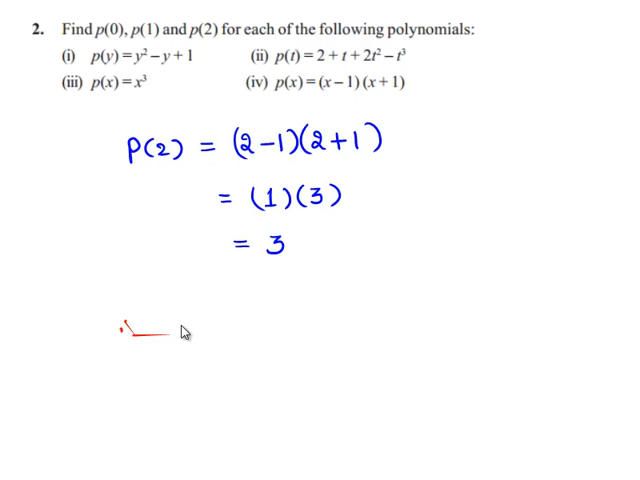 2. Find p(0), p(1) and p(2) for each of the following polynomials:
(i) p(y) = y² – y + 1 (ii) p(t) = 2 + t + 2t² – t³
(iii) p(x) = x³ (iv) p(x) = (x – 1) (x + 1)
P(2) = (2-1)(2+1)
= (1)(3)
= 3